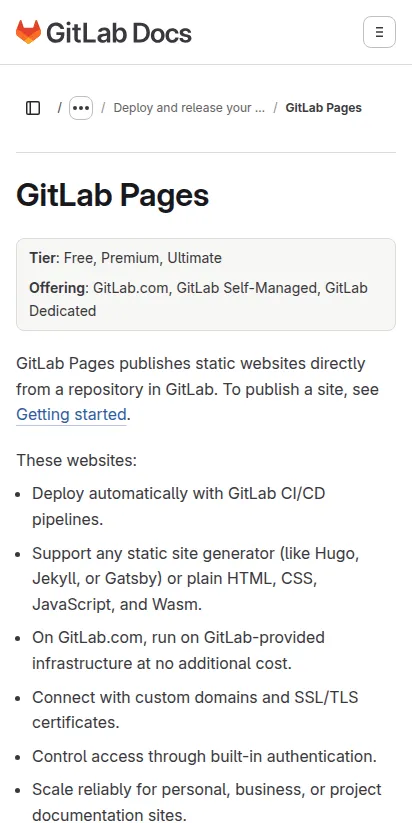 GitLab Docs
/ ••• / Deploy and release your ... / GitLab Pages
GitLab Pages
Tier: Free, Premium, Ultimate
Offering: GitLab.com, GitLab Self-Managed, GitLab
Dedicated
GitLab Pages publishes static websites directly
from a repository in GitLab. To publish a site, see
Getting started.
These websites:
• Deploy automatically with GitLab CI/CD
pipelines.
• Support any static site generator (like Hugo,
Jekyll, or Gatsby) or plain HTML, CSS,
JavaScript, and Wasm.
• On GitLab.com, run on GitLab-provided
infrastructure at no additional cost.
• Connect with custom domains and SSL/TLS
certificates.
• Control access through built-in authentication.
• Scale reliably for personal, business, or project
documentation sites.